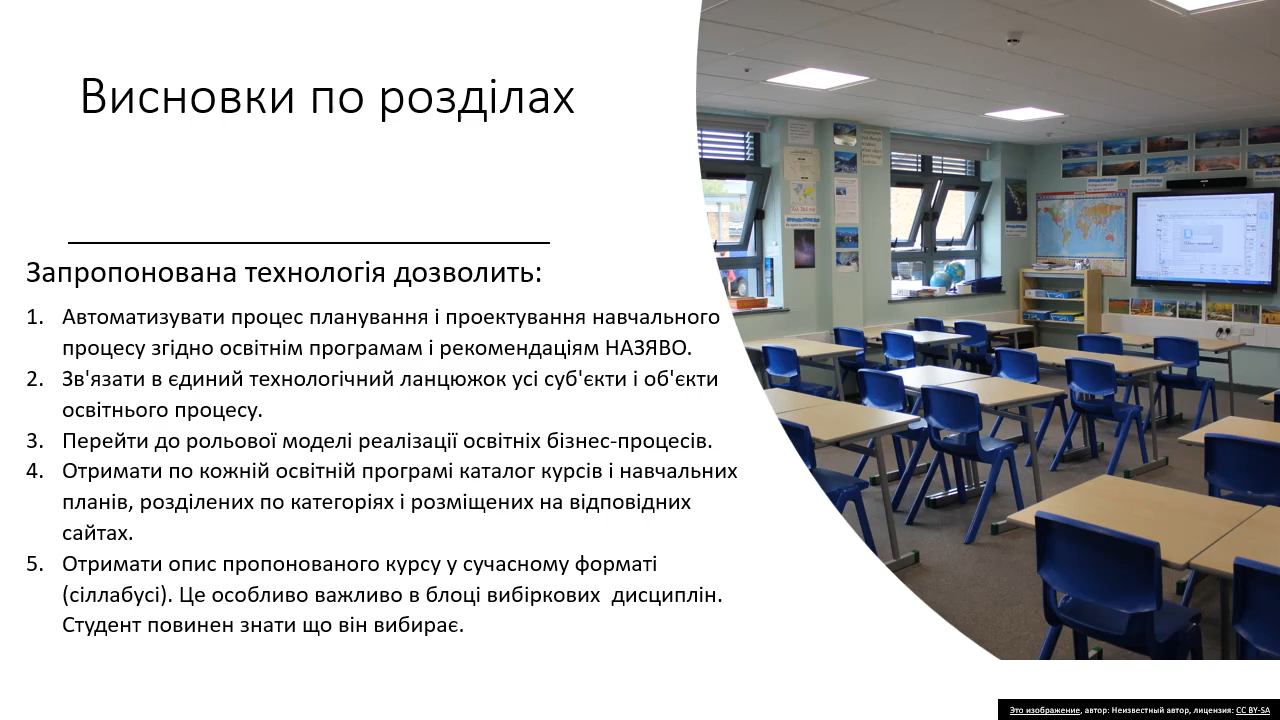 Висновки по розділах
Запропонована технологія дозволить:
1. Автоматизувати процес планування і проектування навчального
процесу згідно освітнім програмам і рекомендаціям НАЗЯВО.
2. Зв'язати в єдиний технологічний ланцюжок усі суб'єкти і об'єкти
освітнього процесу.
3. Перейти до рольової моделі реалізації освітніх бізнес-процесів.
4. Отримати по кожній освітній програмі каталог курсів і навчальних
планів, розділених по категоріях і розміщених на відповідних
сайтах.
5. Отримати опис пропонованого курсу у сучасному форматі
(сіллабусі). Це особливо важливо в блоці вибіркових  дисциплін.
Студент повинен знати що він вибирає.
Это изображение, автор: Неизвестный автор, лицензия: CC BY-SA